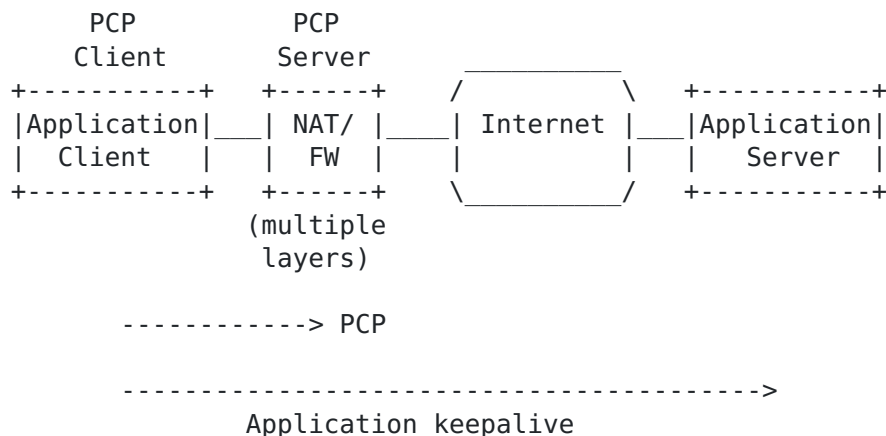 PCP PCP
Client Server
Application NAT/ Internet Application
Client FW Server
(multiple
layers)
PCP
Application keepalive